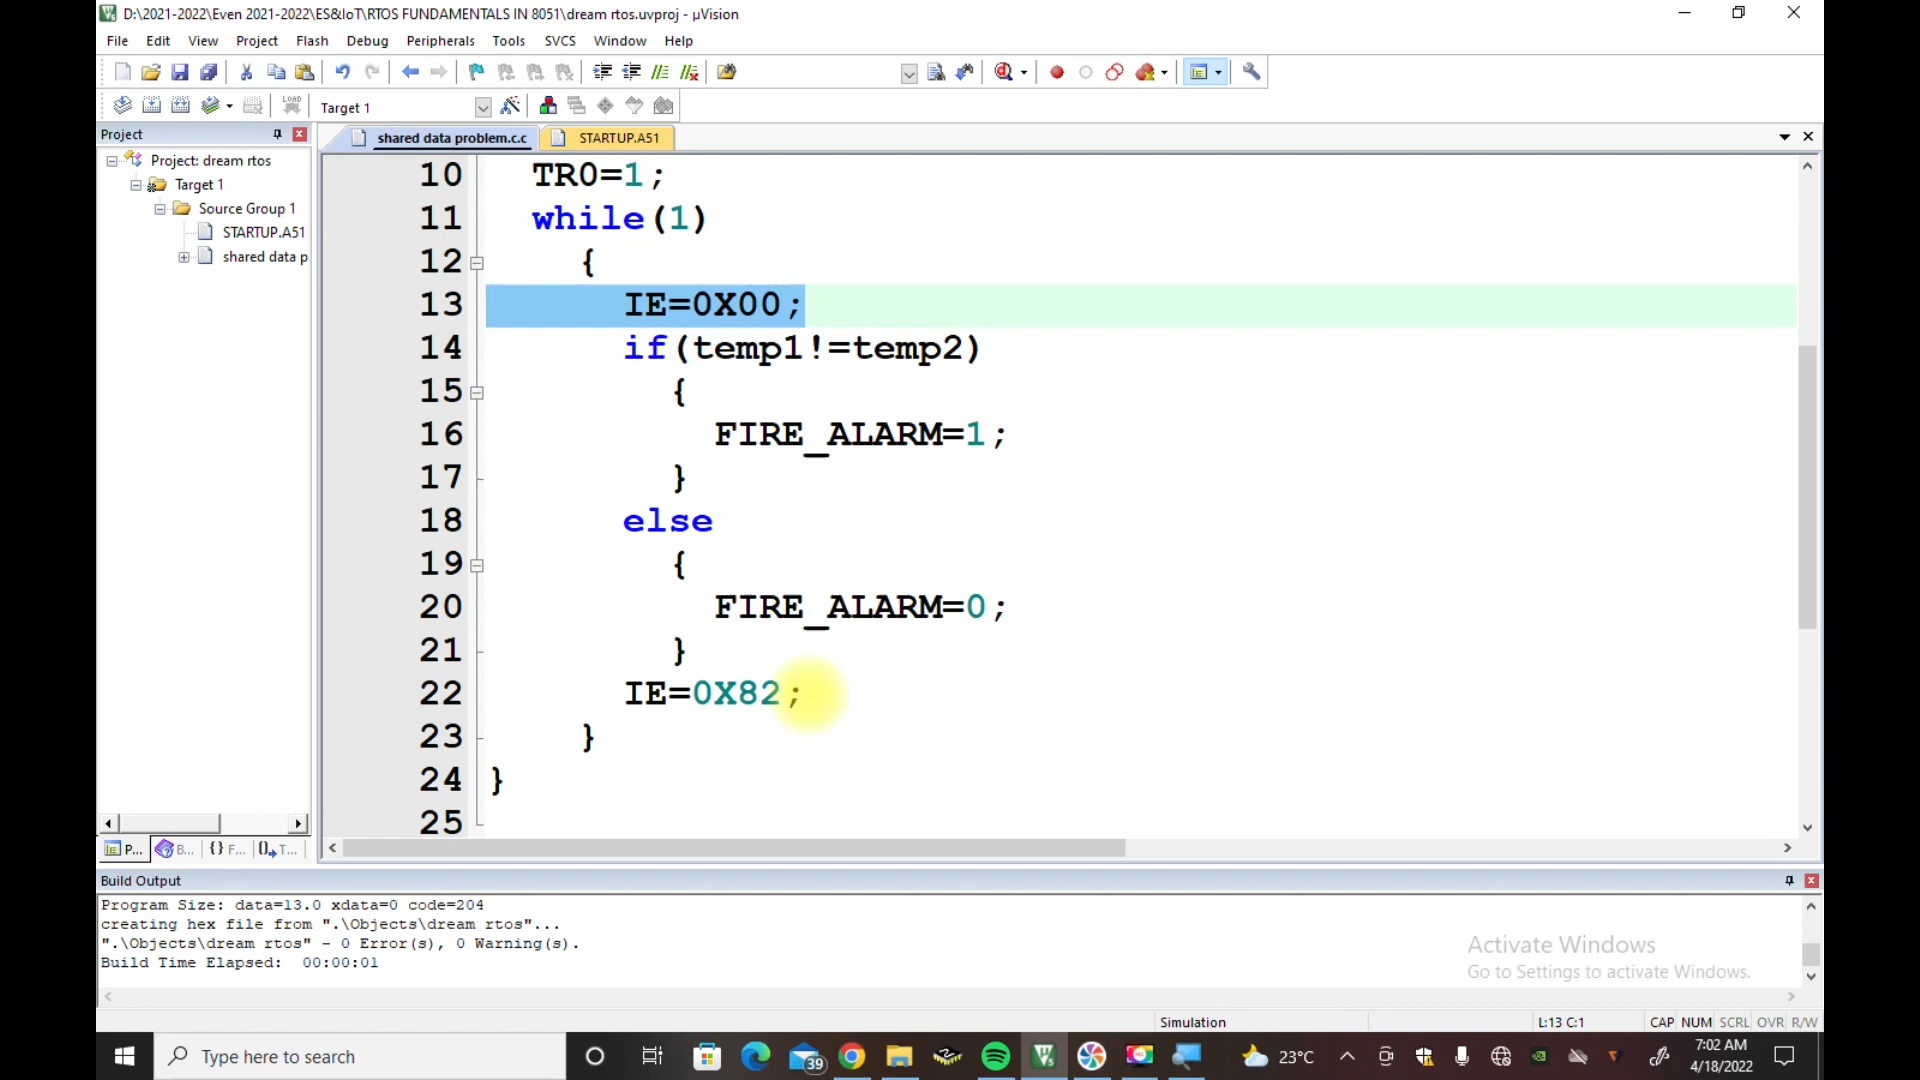 D:\2021-2022\Even 2021-2022\ES&IoT\RTOS FUNDAMENTALS IN 8051\dream rtos.uvproj - µVision
File Edit View Project Flash Debug Peripherals Tools SVCS Window Help
LOAD Target 1
Project
Project: dream rtos
Target 1
Source Group 1
STARTUP.A51
shared data p
P... B... {} F... T...
shared data problem.c.c STARTUP.A51
10 TR0=1;
11 while(1)
12 {
13 IE=0X00;
14 if(temp1!=temp2)
15 {
16 FIRE_ALARM=1;
17 }
18 else
19 {
20 FIRE_ALARM=0;
21 }
22 IE=0X82;
23 }
24 }
25
Build Output
Program Size: data=13.0 xdata=0 code=204
creating hex file from ".\Objects\dream rtos"...
".\Objects\dream rtos" - 0 Error(s), 0 Warning(s).
Build Time Elapsed: 00:00:01
Activate Windows
Go to Settings to activate Windows.
Simulation L:13 C:1 CAP NUM SCRL OVR R/W
Type here to search 39 23°C 7:02 AM
4/18/2022